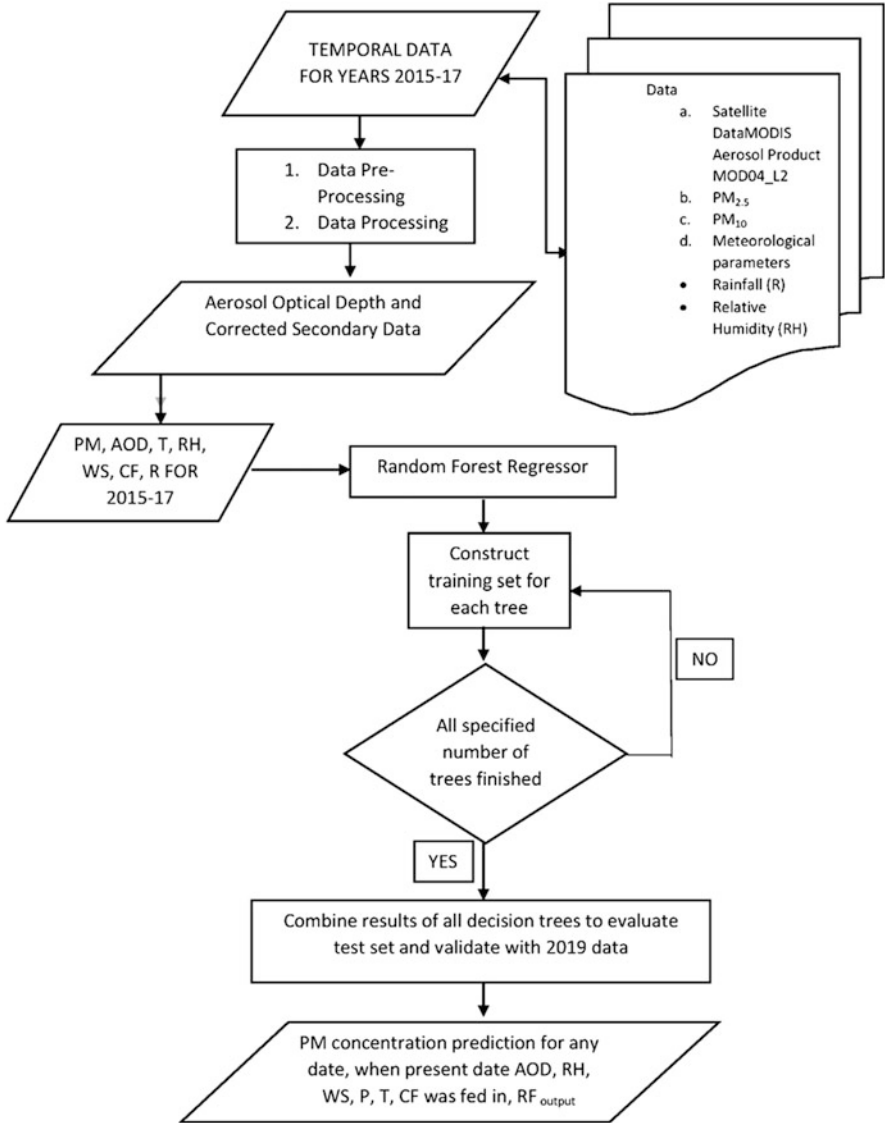 TEMPORAL DATA
FOR YEARS 2015-17
Data
a. Satellite
DataMODIS
Aerosol Product
MOD04_L2
b. PM2.5
c. PM10
d. Meteorological
parameters
• Rainfall (R)
• Relative
Humidity (RH)
1. Data Pre-
Processing
2. Data Processing
Aerosol Optical Depth and
Corrected Secondary Data
PM, AOD, T, RH,
WS, CF, R FOR
2015-17
Random Forest Regressor
Construct
training set for
each tree
NO
All specified
number of
trees finished
YES
Combine results of all decision trees to evaluate
test set and validate with 2019 data
PM concentration prediction for any
date, when present date AOD, RH,
WS, P, T, CF was fed in, RF output